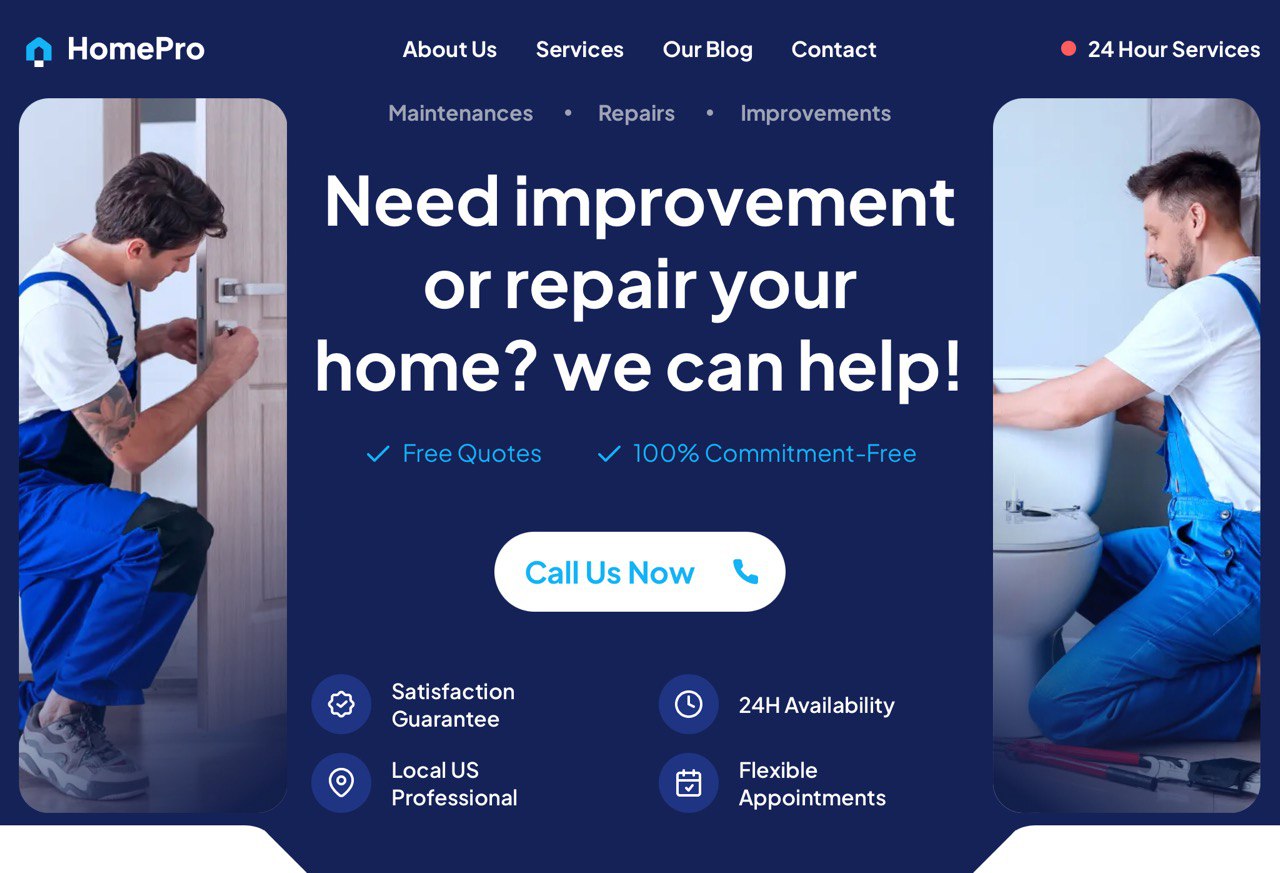 HomePro
About Us
Services
Our Blog
Contact
24 Hour Services
Maintenances • Repairs • Improvements
Need improvement
or repair your
home? we can help!
Free Quotes
100% Commitment-Free
Call Us Now
Satisfaction
Guarantee
24H Availability
Local US
Professional
Flexible
Appointments